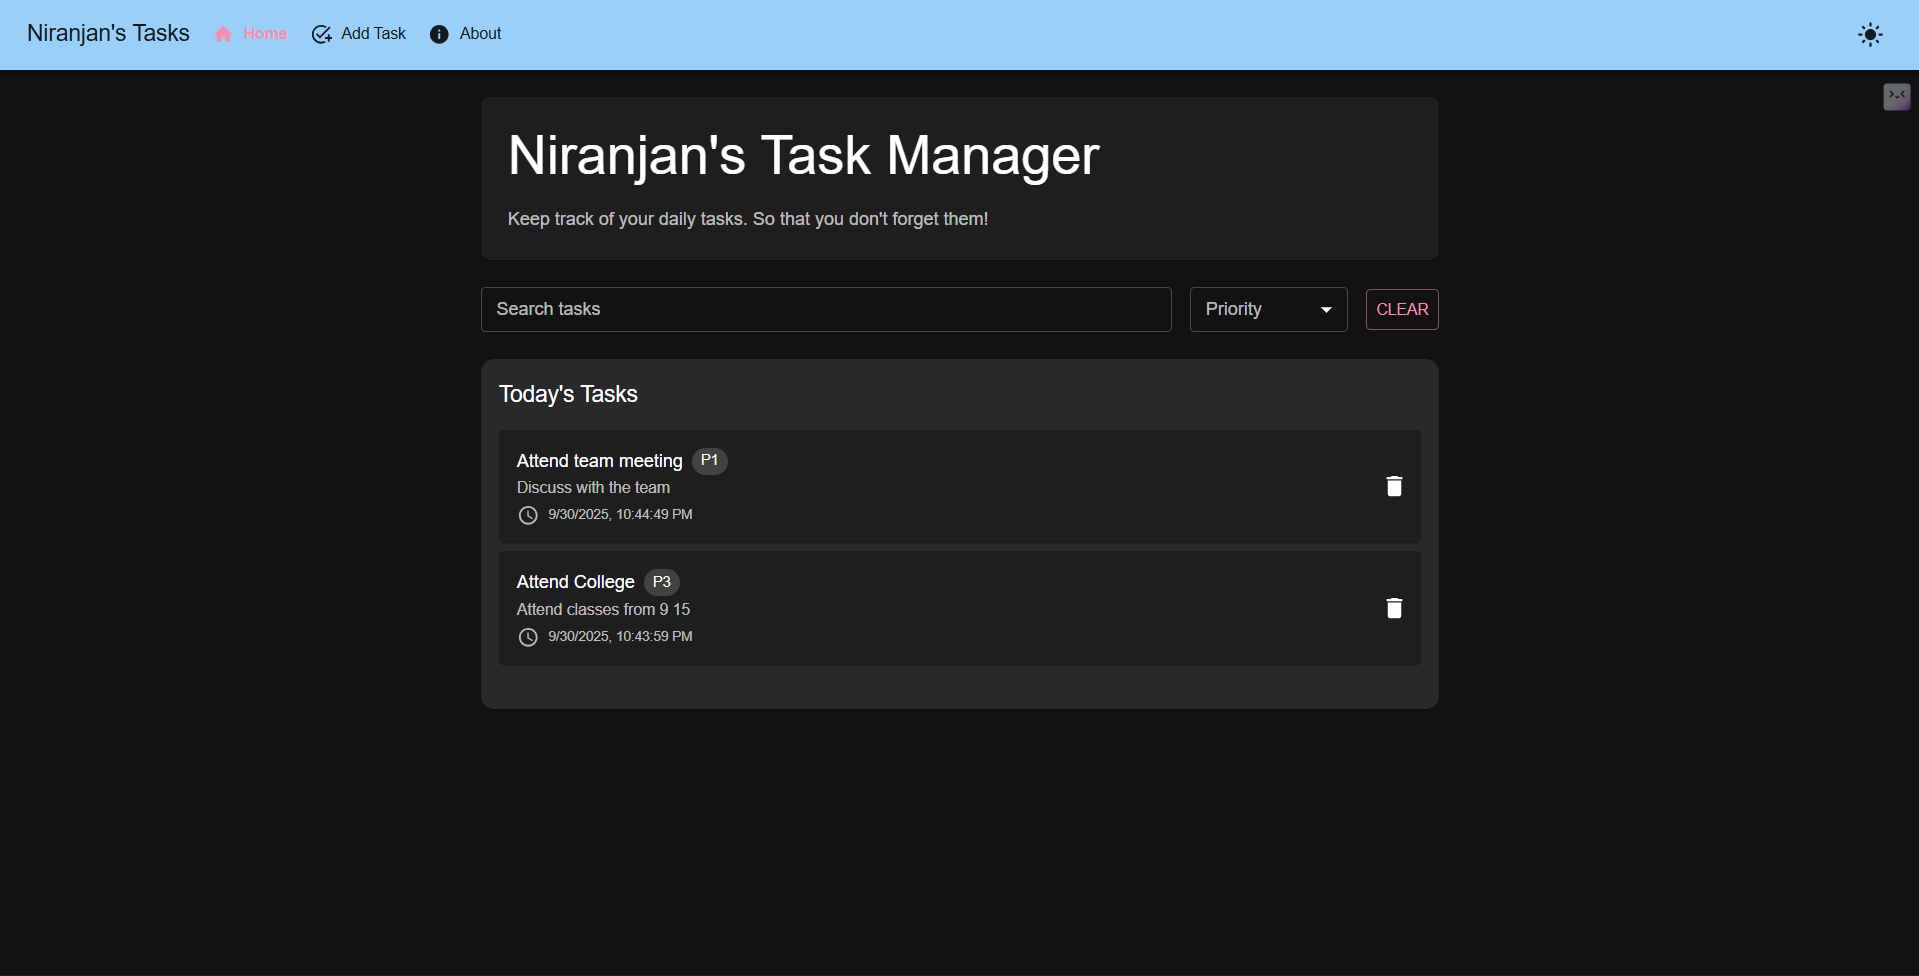 Niranjan's Tasks Home Add Task About
Niranjan's Task Manager
Keep track of your daily tasks. So that you don't forget them!
Search tasks Priority CLEAR
Today's Tasks
Attend team meeting P1
Discuss with the team
9/30/2025, 10:44:49 PM
Attend College P3
Attend classes from 9 15
9/30/2025, 10:43:59 PM